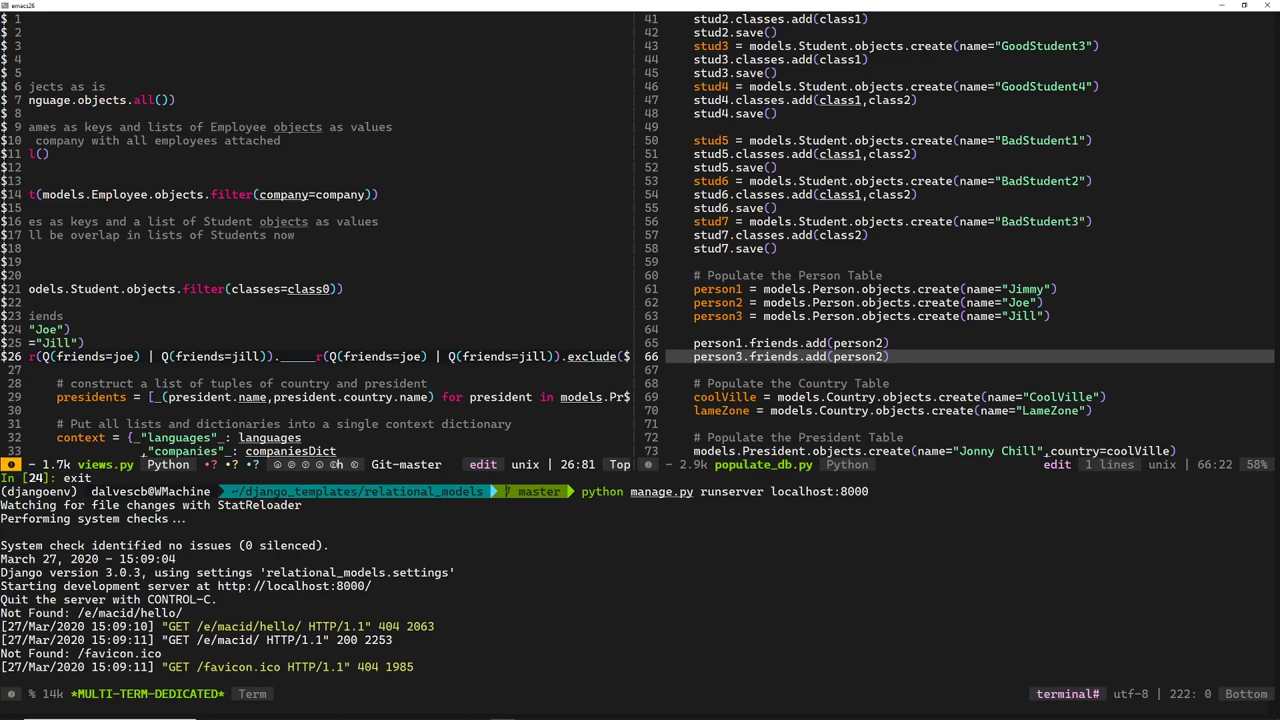 emacs26
$ 1
$ 2
$ 3
$ 4
$ 5
$ 6 jects as is
$ 7 nguage.objects.all())
$ 8
$ 9 ames as keys and lists of Employee objects as values
$10 company with all employees attached
$11 l()
$12
$13
$14 t(models.Employee.objects.filter(company=company))
$15
$16 es as keys and a list of Student objects as values
$17 ll be overlap in lists of Students now
$18
$19
$20
$21 odels.Student.objects.filter(classes=class0))
$22
$23 iends
$24 "Joe")
$25 ="Jill")
$26 r(Q(friends=joe) | Q(friends=jill))._____r(Q(friends=joe) | Q(friends=jill)).exclude($
27
28 # construct a list of tuples of country and president
29 presidents = [_(president.name,president.country.name) for president in models.Pr$
30
31 # Put all lists and dictionaries into a single context dictionary
32 context = {_"languages"_: languages
33 ,"companies"_: companiesDict
- 1.7k views.py Python Git-master edit unix | 26:81 Top
41 stud2.classes.add(class1)
42 stud2.save()
43 stud3 = models.Student.objects.create(name="GoodStudent3")
44 stud3.classes.add(class1)
45 stud3.save()
46 stud4 = models.Student.objects.create(name="GoodStudent4")
47 stud4.classes.add(class1,class2)
48 stud4.save()
49
50 stud5 = models.Student.objects.create(name="BadStudent1")
51 stud5.classes.add(class1,class2)
52 stud5.save()
53 stud6 = models.Student.objects.create(name="BadStudent2")
54 stud6.classes.add(class1,class2)
55 stud6.save()
56 stud7 = models.Student.objects.create(name="BadStudent3")
57 stud7.classes.add(class2)
58 stud7.save()
59
60 # Populate the Person Table
61 person1 = models.Person.objects.create(name="Jimmy")
62 person2 = models.Person.objects.create(name="Joe")
63 person3 = models.Person.objects.create(name="Jill")
64
65 person1.friends.add(person2)
66 person3.friends.add(person2)
67
68 # Populate the Country Table
69 coolVille = models.Country.objects.create(name="CoolVille")
70 lameZone = models.Country.objects.create(name="LameZone")
71
72 # Populate the President Table
73 models.President.objects.create(name="Jonny Chill",country=coolVille)
- 2.9k populate_db.py Python edit 1 lines unix | 66:22 58%
In [24]: exit
(djangoenv) dalvescb@WMachine ~/django_templates/relational_models master python manage.py runserver localhost:8000
Watching for file changes with StatReloader
Performing system checks...

System check identified no issues (0 silenced).
March 27, 2020 - 15:09:04
Django version 3.0.3, using settings 'relational_models.settings'
Starting development server at http://localhost:8000/
Quit the server with CONTROL-C.
Not Found: /e/macid/hello/
[27/Mar/2020 15:09:10] "GET /e/macid/hello/ HTTP/1.1" 404 2063
[27/Mar/2020 15:09:11] "GET /e/macid/ HTTP/1.1" 200 2253
Not Found: /favicon.ico
[27/Mar/2020 15:09:11] "GET /favicon.ico HTTP/1.1" 404 1985
% 14k *MULTI-TERM-DEDICATED* Term terminal# utf-8 | 222: 0 Bottom